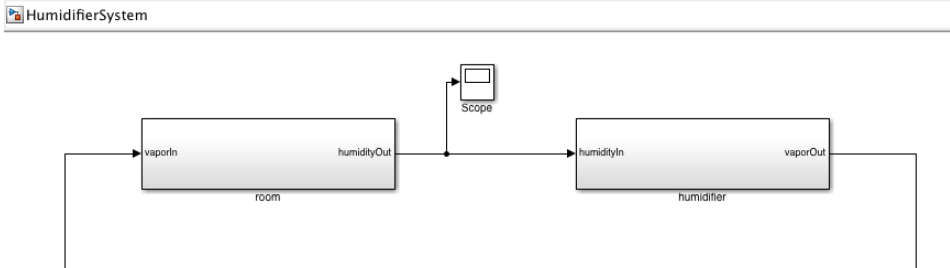 HumidifierSystem
Scope
vaporIn
humidityOut
humidityIn
vaporOut
room
humidifier